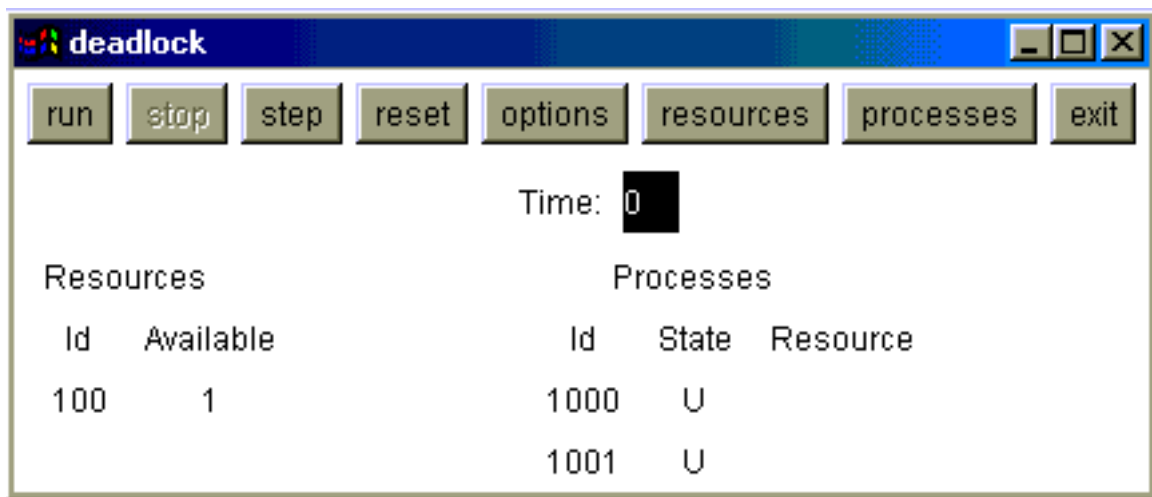 deadlock
run stop step reset options resources processes exit
Time: 0
Resources Processes
Id Available Id State Resource
100 1 1000 U
1001 U